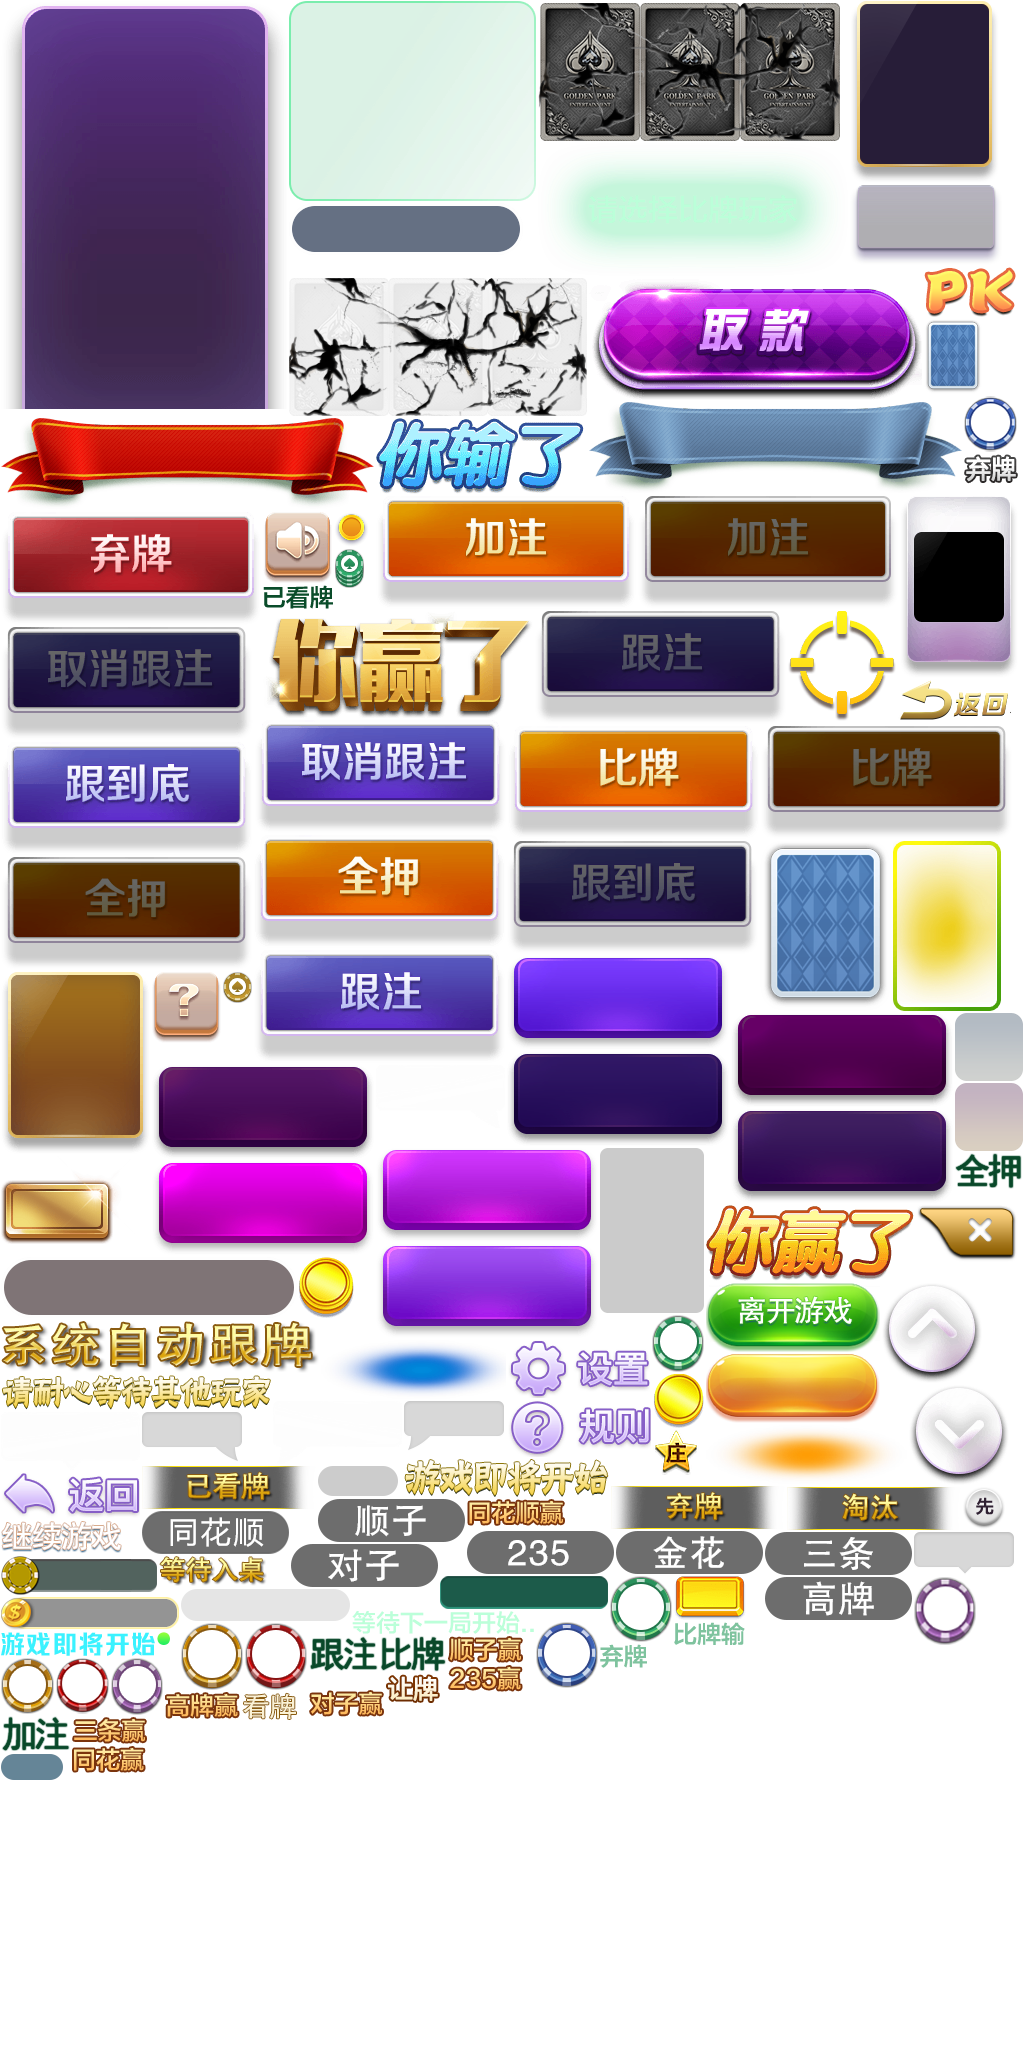 GOLDEN PARK
ENTERTAINMENT
GOLDEN PARK
ENTERTAINMENT
GOLDEN PARK
ENTERTAINMENT
PK
取款
你输了
弃牌
弃牌
已看牌
加注
加注
取消跟注
你赢了
跟注
返回
跟到底
取消跟注
比牌
比牌
全押
全押
跟到底
?
跟注
全押
你赢了
离开游戏
系统自动跟牌
请耐心等待其他玩家
设置
?
规则
庄
返回
已看牌
游戏即将开始
弃牌
淘汰
先
继续游戏
同花顺
顺子
同花顺赢
对子
235
金花
三条
等待入桌
高牌
$
等待下一局开始..
比牌输
游戏即将开始
跟注
比牌
顺子赢
弃牌
235赢
让牌
高牌赢
看牌
对子赢
加注
三条赢
同花赢